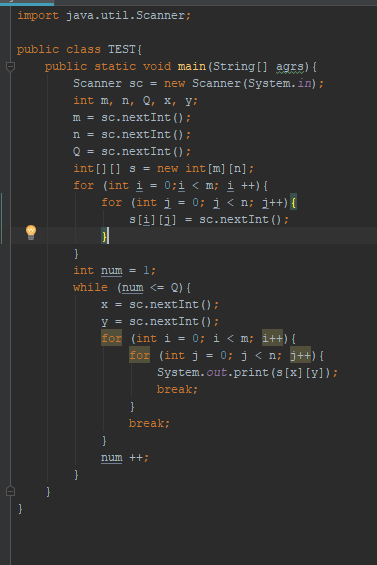 import java.util.Scanner;
public class TEST{
public static void main(String[] agrs){
Scanner sc = new Scanner(System.in);
int m, n, Q, x, y;
m = sc.nextInt();
n = sc.nextInt();
Q = sc.nextInt();
int[][] s = new int[m][n];
for (int i = 0;i < m; i ++){
for (int j = 0; j < n; j++){
s[i][j] = sc.nextInt();
}
}
int num = 1;
while (num <= Q){
x = sc.nextInt();
y = sc.nextInt();
for (int i = 0; i < m; i++){
for (int j = 0; j < n; j++){
System.out.print(s[x][y]);
break;
}
break;
}
num ++;
}
}
}